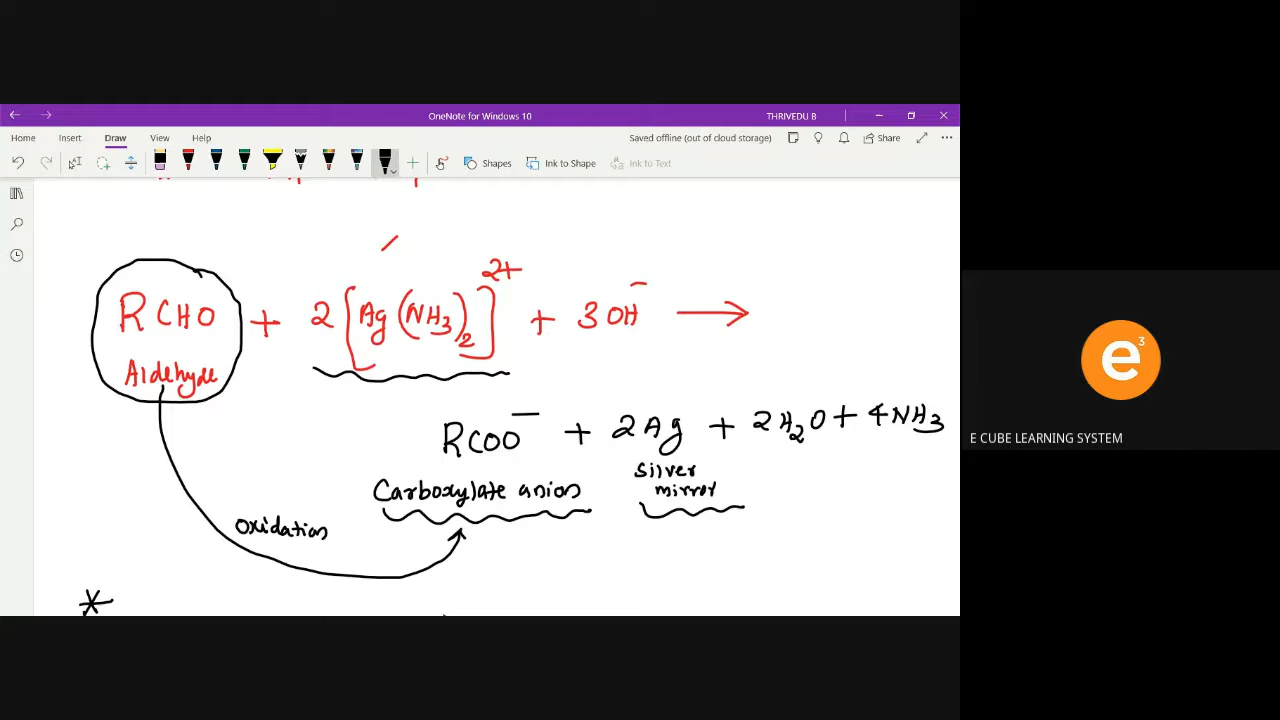 OneNote for Windows 10
THRIVEDU B
Home Insert Draw View Help
Saved offline (out of cloud storage)
Share
Shapes Ink to Shape Ink to Text
RCHO + 2[Ag(NH3)2]2+ + 3OH− →
Aldehyde
RCOO− + 2Ag + 2H2O + 4NH3
Carboxylate anion
Silver
mirror
oxidation
*
e3
E CUBE LEARNING SYSTEM